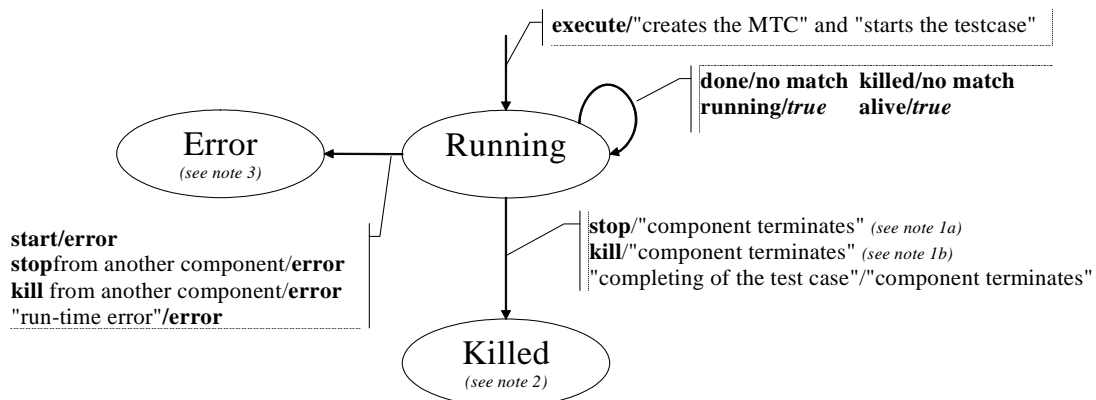 execute/"creates the MTC" and "starts the testcase"
done/no match killed/no match
running/true alive/true
Error
(see note 3)
Running
start/error
stopfrom another component/error
kill from another component/error
"run-time error"/error
stop/"component terminates" (see note 1a)
kill/"component terminates" (see note 1b)
"completing of the test case"/"component terminates"
Killed
(see note 2)